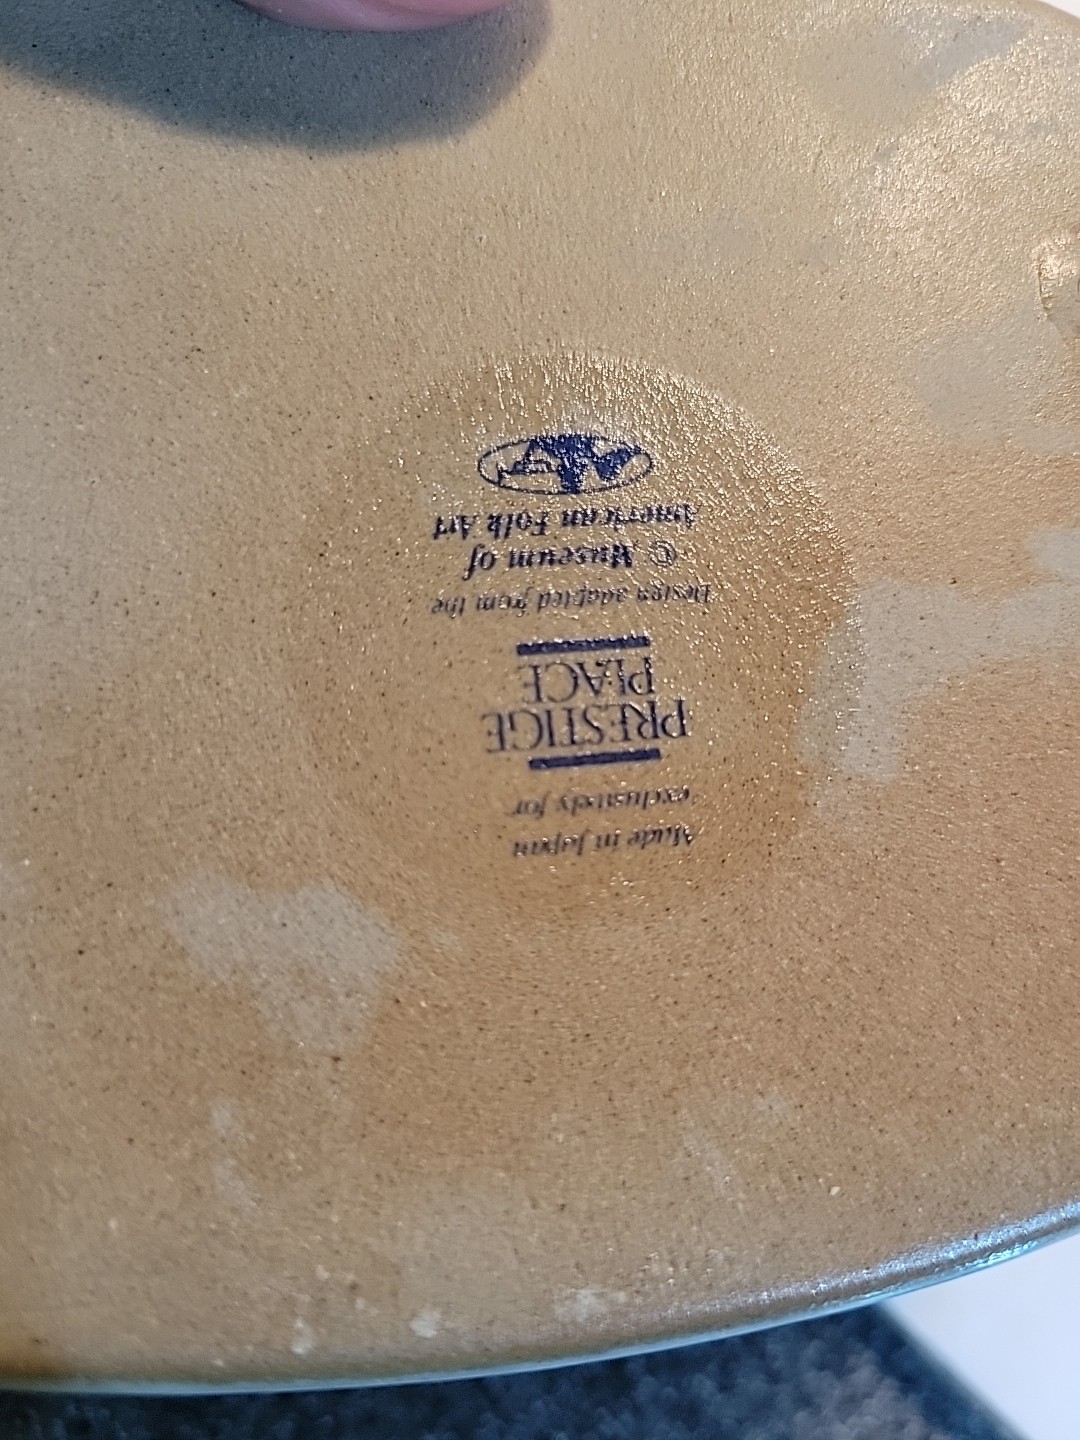 Made in Japan
exclusively for
PRESTIGE
PLACE
Design adapted from the
© Museum of
American Folk Art